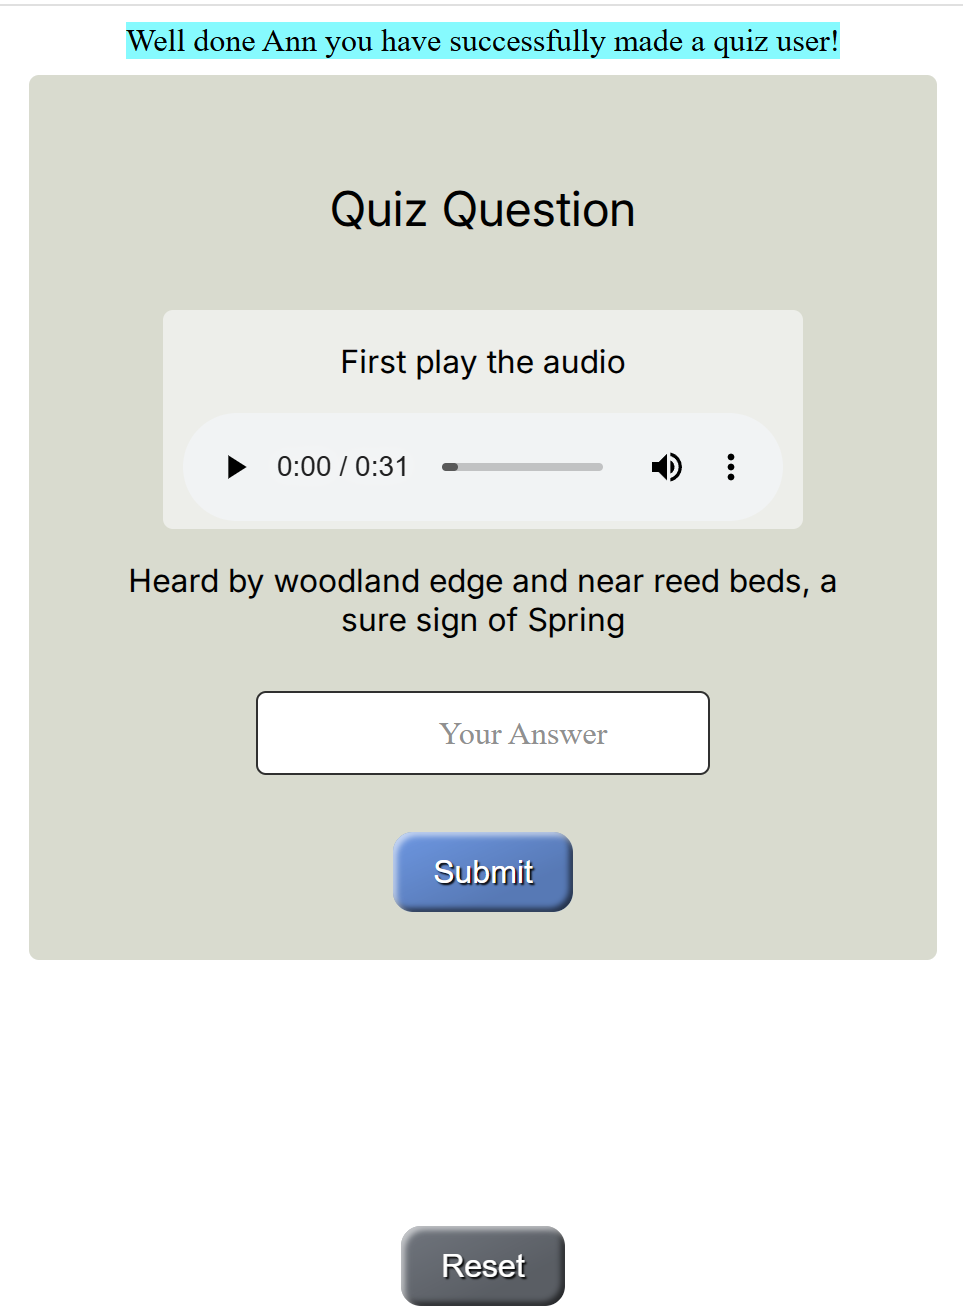 Well done Ann you have successfully made a quiz user!
Quiz Question
First play the audio
0:00 / 0:31
Heard by woodland edge and near reed beds, a
sure sign of Spring
Your Answer
Submit
Reset